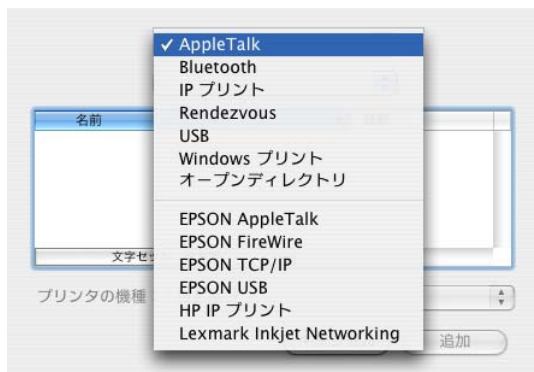 ✓ AppleTalk
Bluetooth
IP プリント
Rendezvous
USB
Windows プリント
オープンディレクトリ
EPSON AppleTalk
EPSON FireWire
EPSON TCP/IP
EPSON USB
HP IP プリント
Lexmark Inkjet Networking
名前
文字セ
プリンタの機種
追加